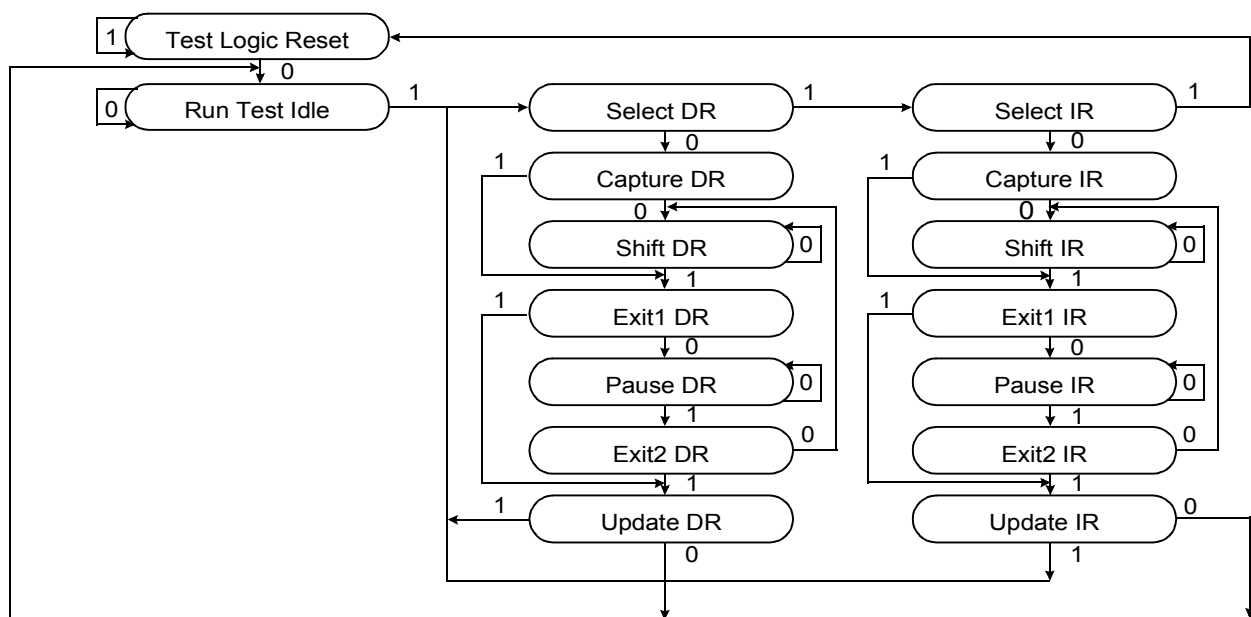 1 Test Logic Reset
0
0 Run Test Idle 1 Select DR 1 Select IR 1
0 0
1 Capture DR 1 Capture IR
0 0
Shift DR 0 Shift IR 0
1 1
1 Exit1 DR 1 Exit1 IR
0 0
Pause DR 0 Pause IR 0
1 1
Exit2 DR 0 Exit2 IR 0
1 1
1 Update DR Update IR 0
0 1